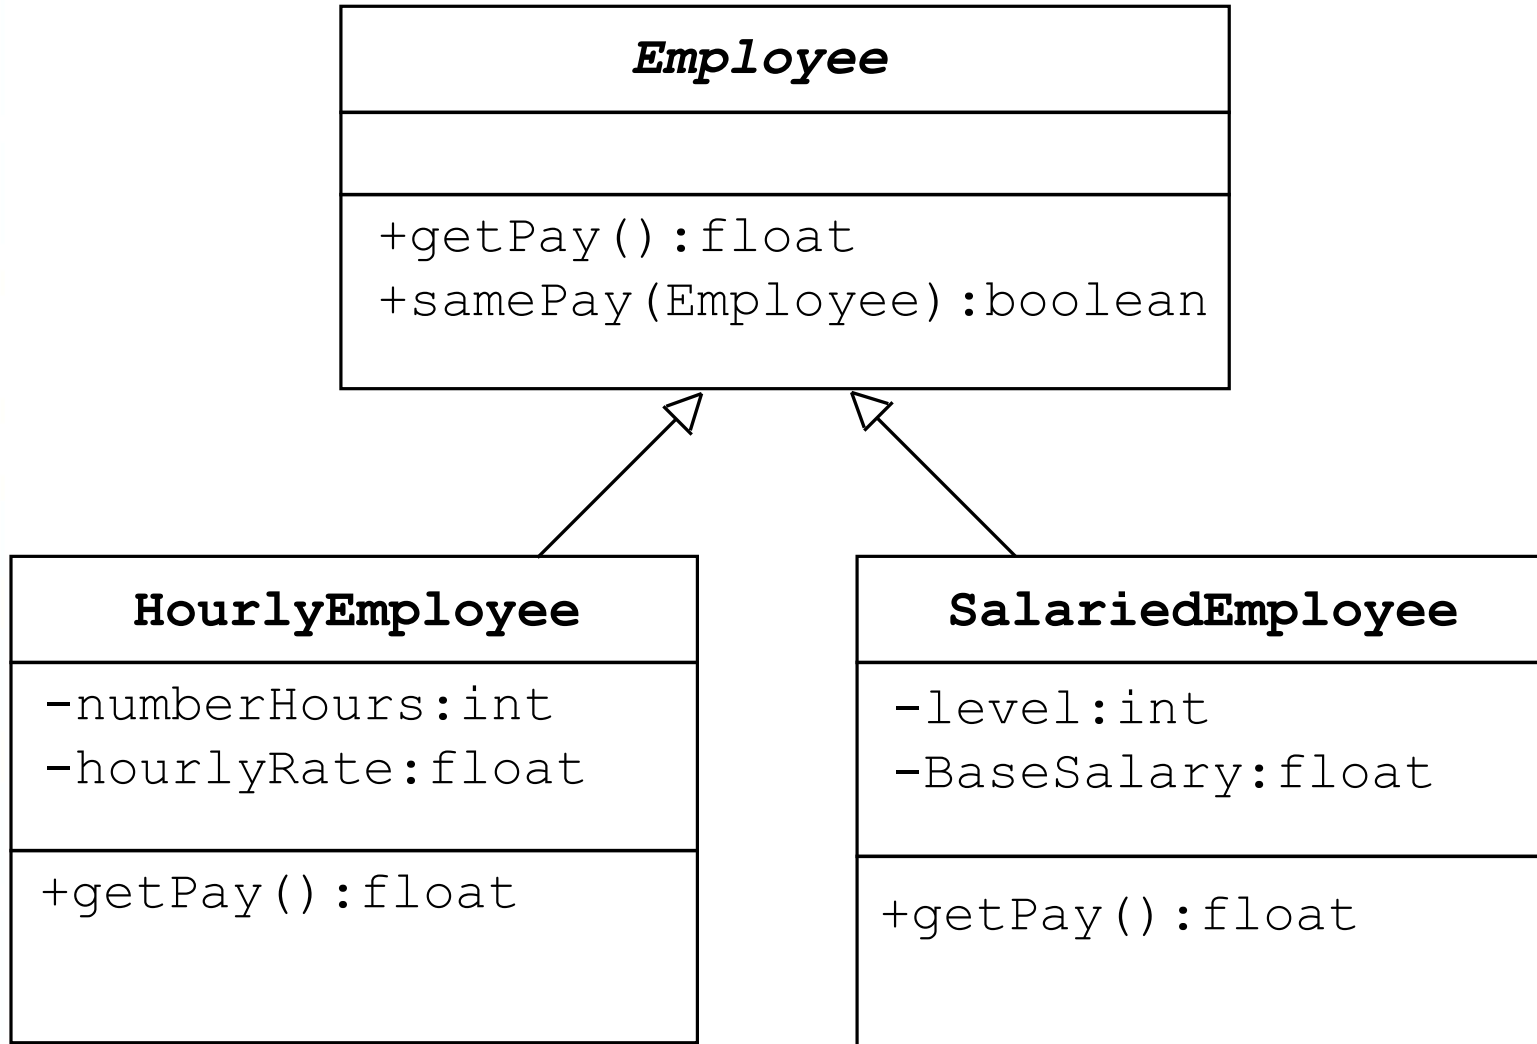 Employee
+getPay():float
+samePay(Employee):boolean
HourlyEmployee
-numberHours:int
-hourlyRate:float
+getPay():float
SalariedEmployee
-level:int
-BaseSalary:float
+getPay():float